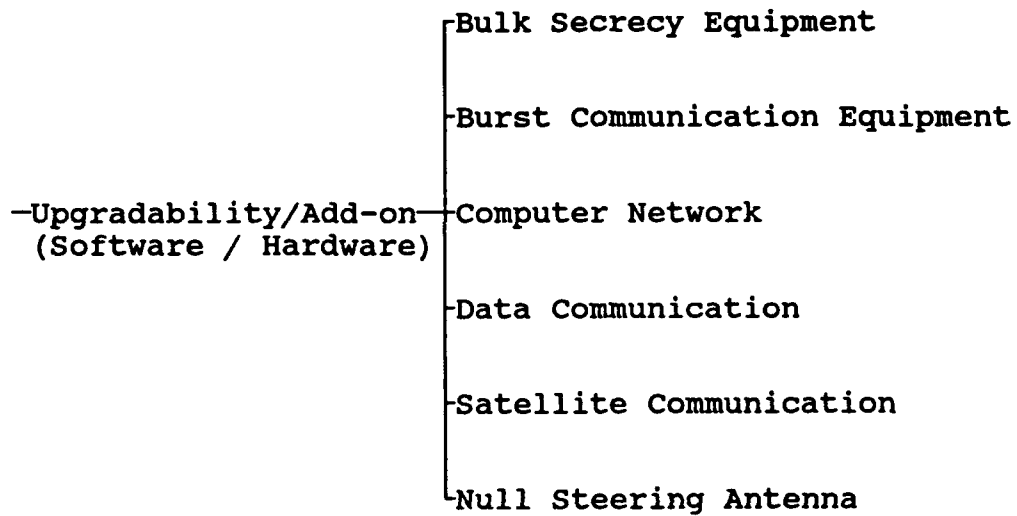 Bulk Secrecy Equipment
Burst Communication Equipment
Upgradability/Add-on
Computer Network
(Software / Hardware)
Data Communication
Satellite Communication
Null Steering Antenna